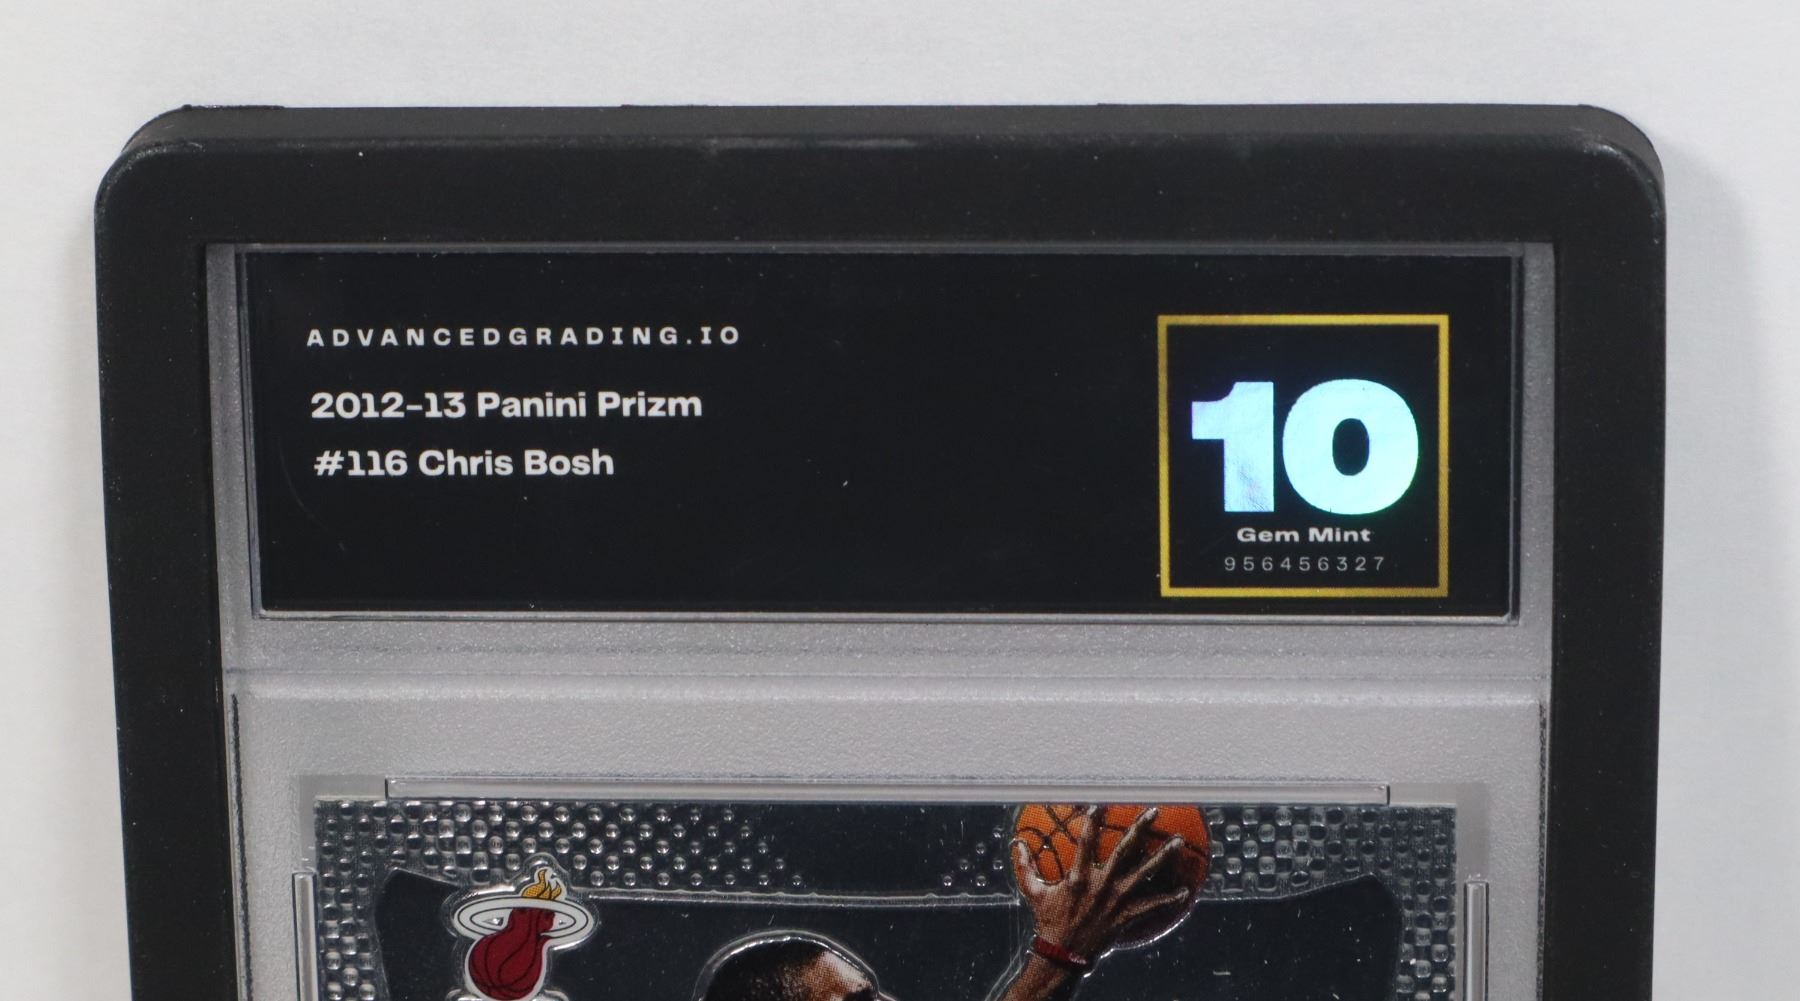 ADVANCEDGRADING.IO
2012-13 Panini Prizm
#116 Chris Bosh
10
Gem Mint
956456327